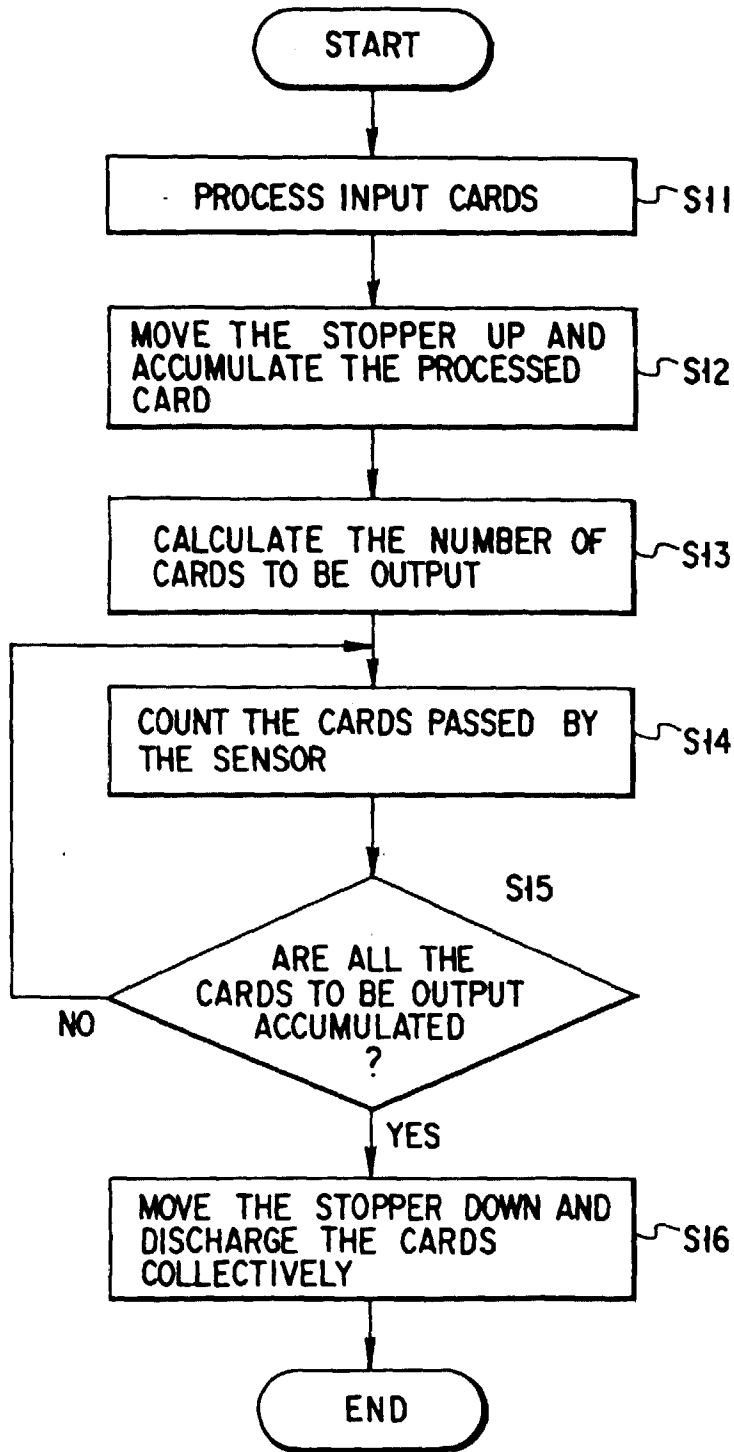 START
PROCESS INPUT CARDS
S11
MOVE THE STOPPER UP AND
ACCUMULATE THE PROCESSED
CARD
S12
CALCULATE THE NUMBER OF
CARDS TO BE OUTPUT
S13
COUNT THE CARDS PASSED BY
THE SENSOR
S14
S15
ARE ALL THE
CARDS TO BE OUTPUT
ACCUMULATED
?
NO
YES
MOVE THE STOPPER DOWN AND
DISCHARGE THE CARDS
COLLECTIVELY
S16
END